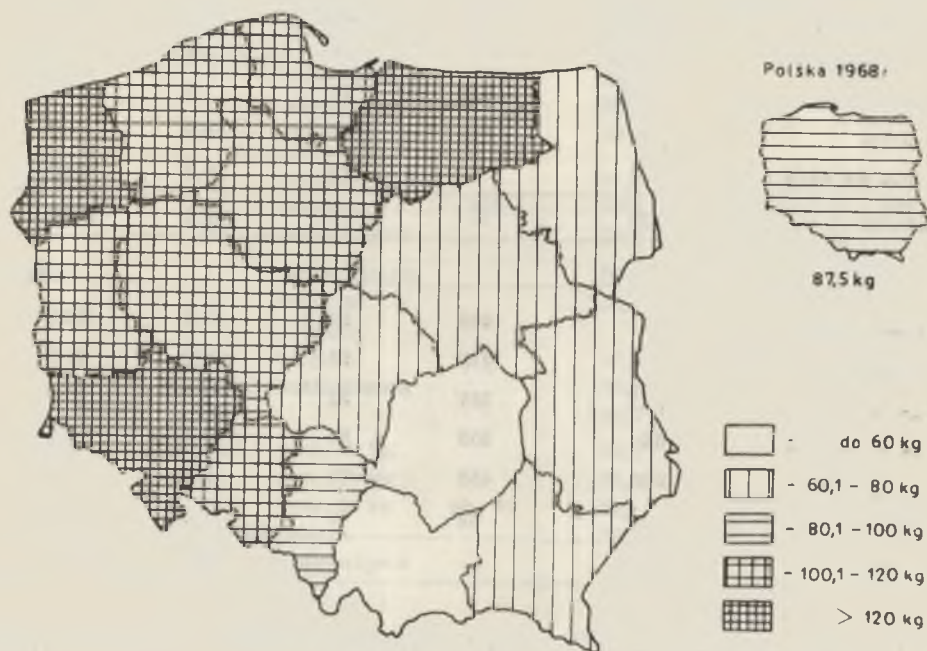 Polska 1968r
87,5 kg
- do 60 kg
- 60,1 - 80 kg
- 80,1 - 100 kg
- 100,1 - 120 kg
> 120 kg